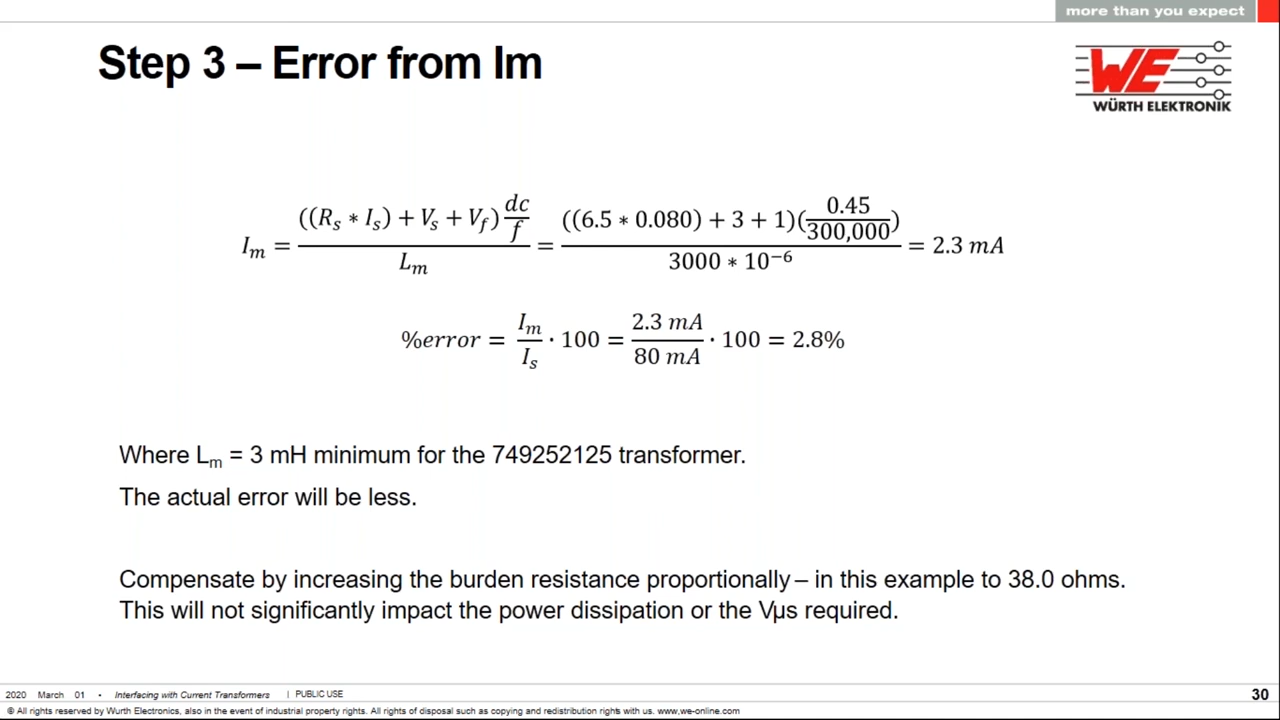 more than you expect
Step 3 – Error from Im
WE
WÜRTH ELEKTRONIK
I_m = ((R_s * I_s) + V_s + V_f) (dc/f) / L_m = ((6.5 * 0.080) + 3 + 1)(0.45/300,000) / (3000 * 10^−6) = 2.3 mA
%error = I_m/I_s · 100 = 2.3 mA/80 mA · 100 = 2.8%
Where L_m = 3 mH minimum for the 749252125 transformer.
The actual error will be less.
Compensate by increasing the burden resistance proportionally – in this example to 38.0 ohms.
This will not significantly impact the power dissipation or the Vµs required.
2020 March 01 • Interfacing with Current Transformers | PUBLIC USE 30
© All rights reserved by Wurth Electronics, also in the event of industrial property rights. All rights of disposal such as copying and redistribution rights with us. www.we-online.com